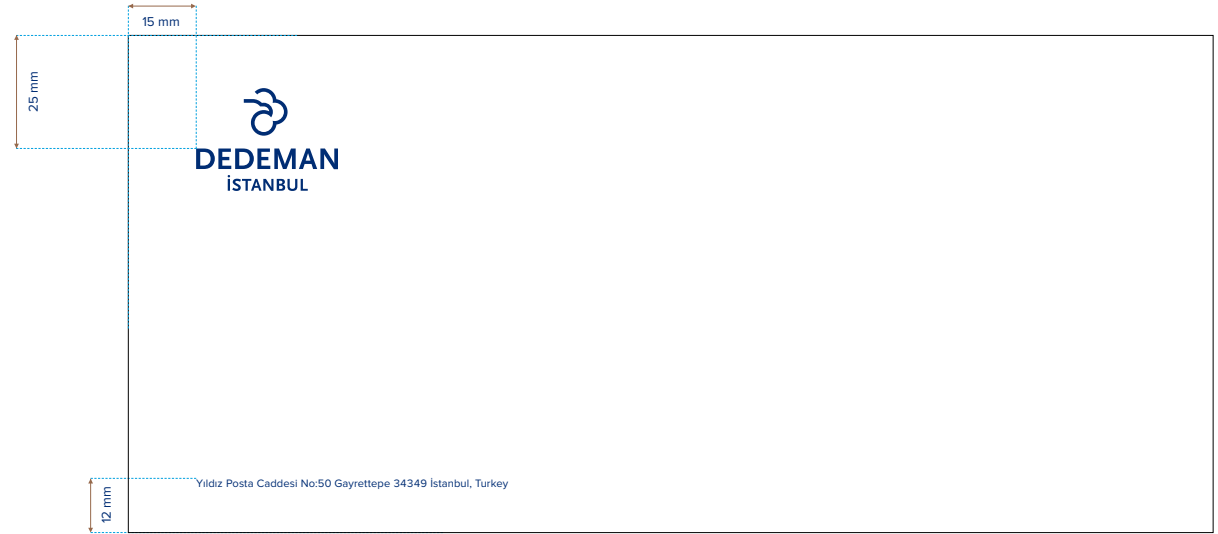 15 mm
25 mm
DEDEMAN
İSTANBUL
12 mm
Yıldız Posta Caddesi No:50 Gayrettepe 34349 İstanbul, Turkey